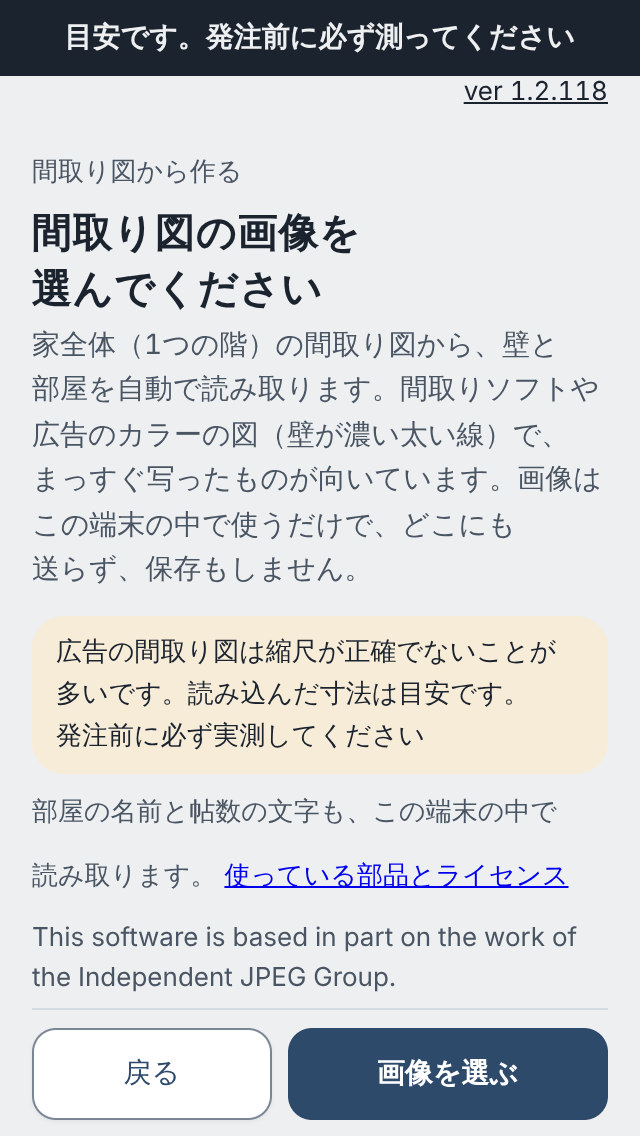 目安です。発注前に必ず測ってください
ver 1.2.118
間取り図から作る
間取り図の画像を
選んでください
家全体（1つの階）の間取り図から、壁と
部屋を自動で読み取ります。間取りソフトや
広告のカラーの図（壁が濃い太い線）で、
まっすぐ写ったものが向いています。画像は
この端末の中で使うだけで、どこにも
送らず、保存もしません。
広告の間取り図は縮尺が正確でないことが
多いです。読み込んだ寸法は目安です。
発注前に必ず実測してください
部屋の名前と帖数の文字も、この端末の中で
読み取ります。 使っている部品とライセンス
This software is based in part on the work of
the Independent JPEG Group.
戻る
画像を選ぶ